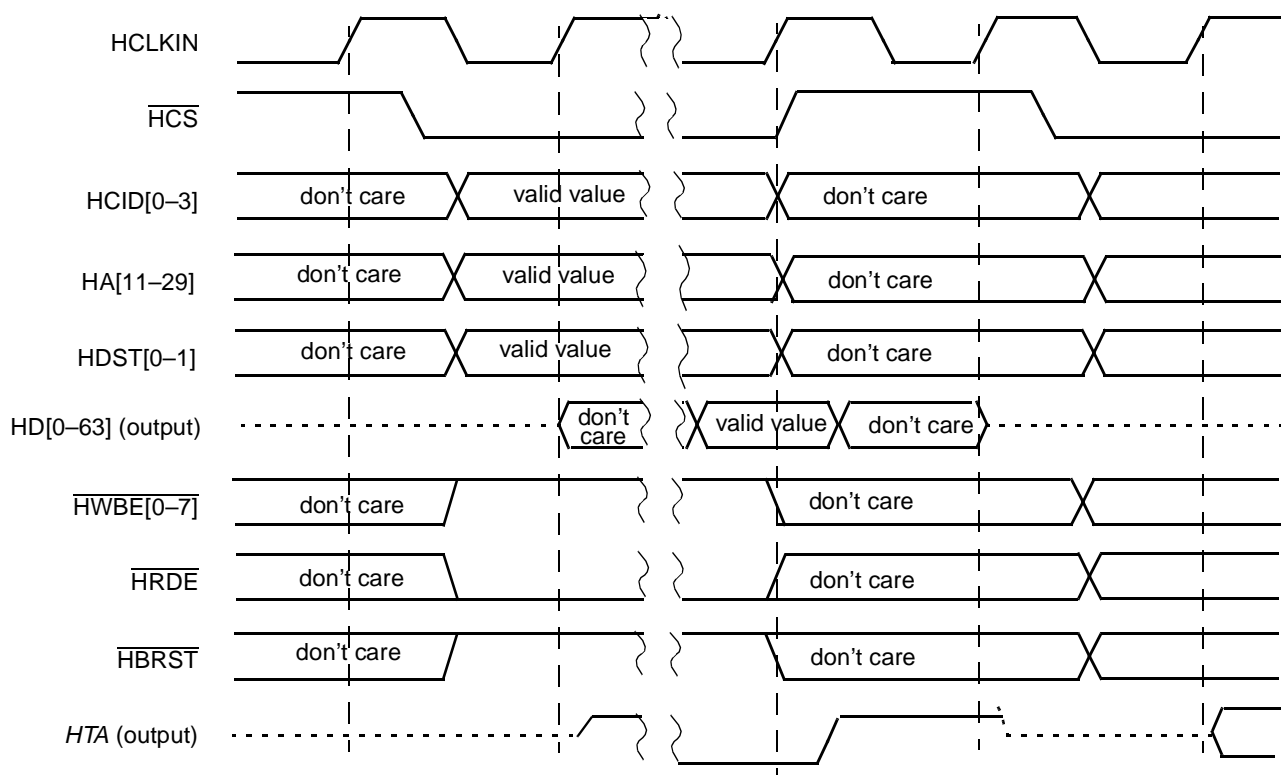 HCLKIN
HCS
HCID[0–3] don't care valid value don't care
HA[11–29] don't care valid value don't care
HDST[0–1] don't care valid value don't care
HD[0–63] (output) don't care valid value don't care
HWBE[0–7] don't care don't care
HRDE don't care don't care
HBRST don't care don't care
HTA (output)